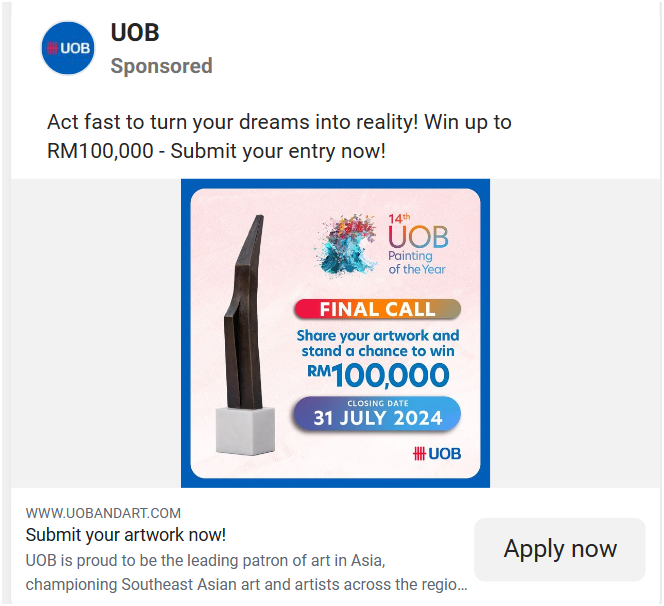 UOB
UOB
Sponsored
Act fast to turn your dreams into reality! Win up to
RM100,000 - Submit your entry now!
14th
UOB
Painting
of the Year
FINAL CALL
Share your artwork and
stand a chance to win
RM100,000
CLOSING DATE
31 JULY 2024
UOB
WWW.UOBANDART.COM
Submit your artwork now!
UOB is proud to be the leading patron of art in Asia,
championing Southeast Asian art and artists across the regio...
Apply now